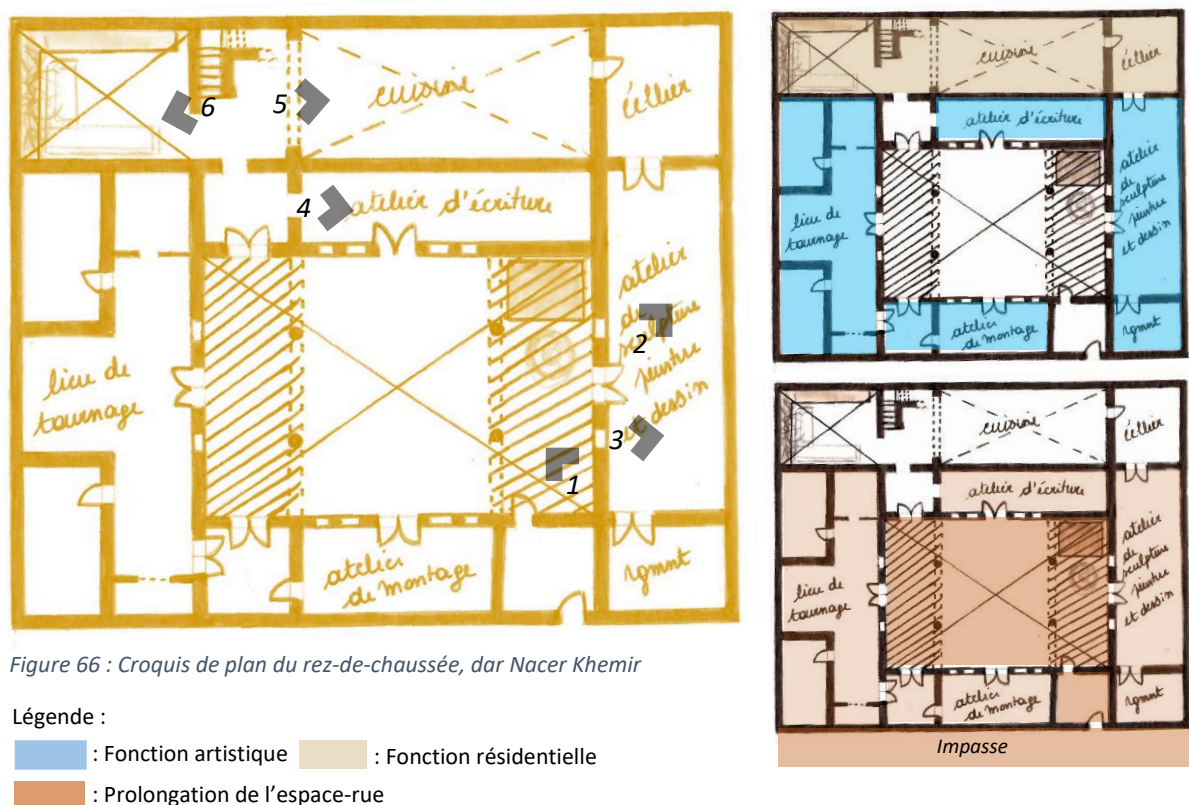 6
5
cuisine
céllier
4
atelier d'écriture
atelier
de
sculpture
peinture
et dessin
2
lieu de
tournage
3
1
atelier
de montage
rgmnt
Figure 66 : Croquis de plan du rez-de-chaussée, dar Nacer Khemir
Légende :
: Fonction artistique
: Fonction résidentielle
: Prolongation de l'espace-rue
cuisine
céllier
atelier d'écriture
atelier
de
sculpture
peinture
et dessin
lieu de
tournage
atelier
de montage
rgmnt
cuisine
céllier
atelier d'écriture
atelier
de
sculpture
peinture
et dessin
lieu de
tournage
atelier
de montage
rgmnt
Impasse